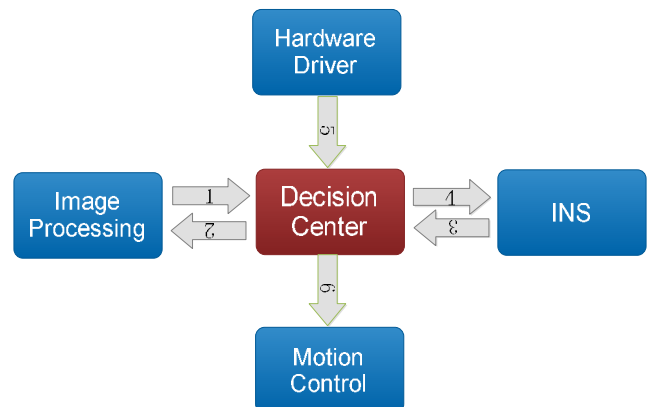 Hardware
Driver
5
Image
Processing
1
2
Decision
Center
4
3
INS
6
Motion
Control